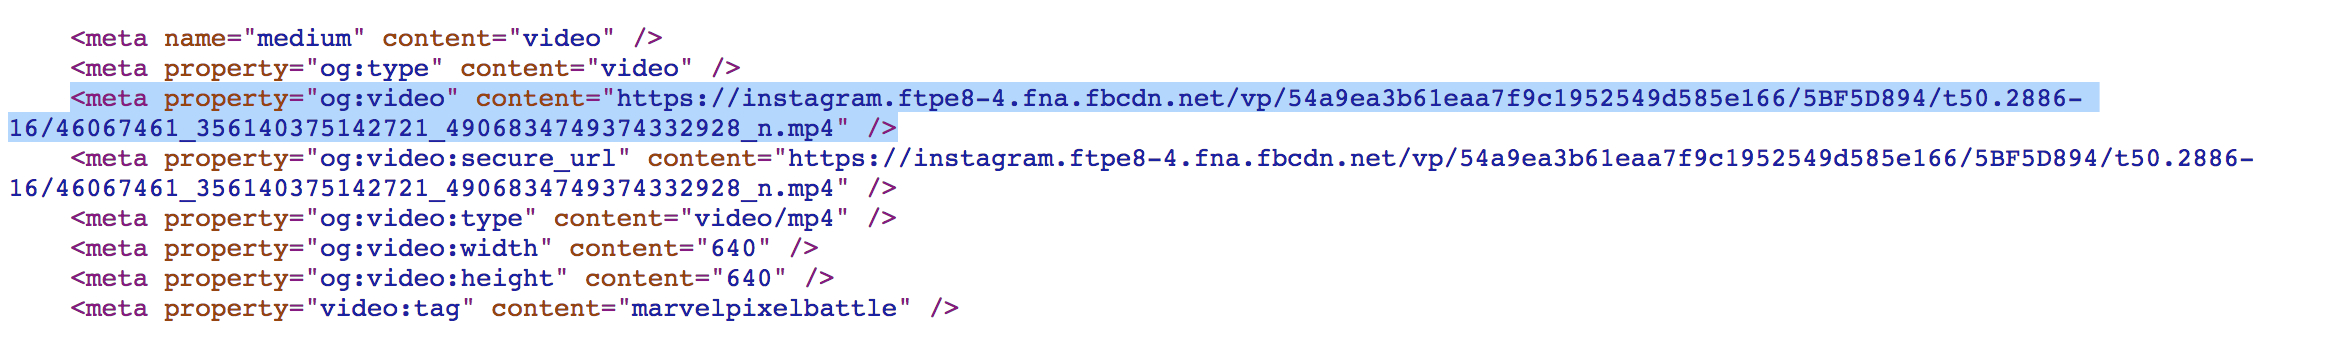 <meta name="medium" content="video" />
<meta property="og:type" content="video" />
<meta property="og:video" content="https://instagram.ftpe8-4.fna.fbcdn.net/vp/54a9ea3b61eaa7f9c1952549d585e166/5BF5D894/t50.2886-
16/46067461_356140375142721_4906834749374332928_n.mp4" />
<meta property="og:video:secure_url" content="https://instagram.ftpe8-4.fna.fbcdn.net/vp/54a9ea3b61eaa7f9c1952549d585e166/5BF5D894/t50.2886-
16/46067461_356140375142721_4906834749374332928_n.mp4" />
<meta property="og:video:type" content="video/mp4" />
<meta property="og:video:width" content="640" />
<meta property="og:video:height" content="640" />
<meta property="video:tag" content="marvelpixelbattle" />